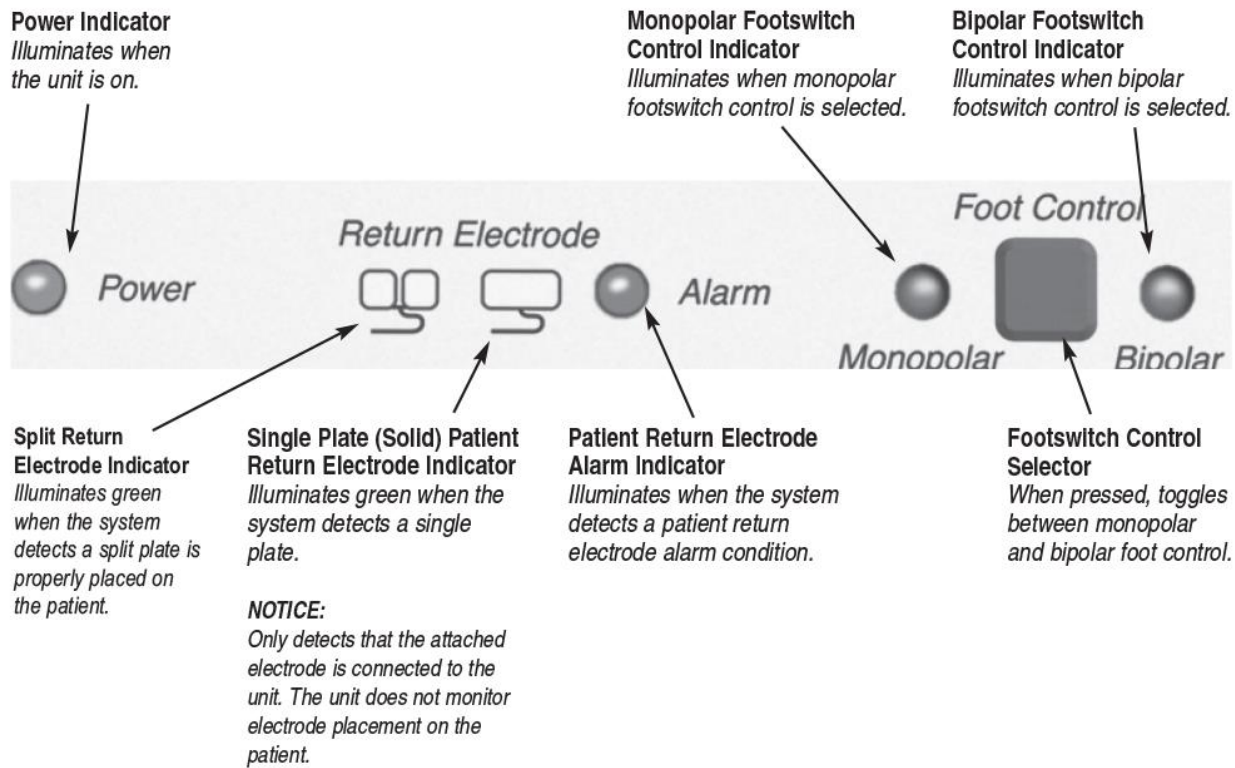 Power Indicator
Illuminates when
the unit is on.
Monopolar Footswitch
Control Indicator
Illuminates when monopolar
footswitch control is selected.
Bipolar Footswitch
Control Indicator
Illuminates when bipolar
footswitch control is selected.
Power
Return Electrode
Alarm
Foot Control
Monopolar
Bipolar
Split Return
Electrode Indicator
Illuminates green
when the system
detects a split plate is
properly placed on
the patient.
Single Plate (Solid) Patient
Return Electrode Indicator
Illuminates green when the
system detects a single
plate.
NOTICE:
Only detects that the attached
electrode is connected to the
unit. The unit does not monitor
electrode placement on the
patient.
Patient Return Electrode
Alarm Indicator
Illuminates when the system
detects a patient return
electrode alarm condition.
Footswitch Control
Selector
When pressed, toggles
between monopolar
and bipolar foot control.